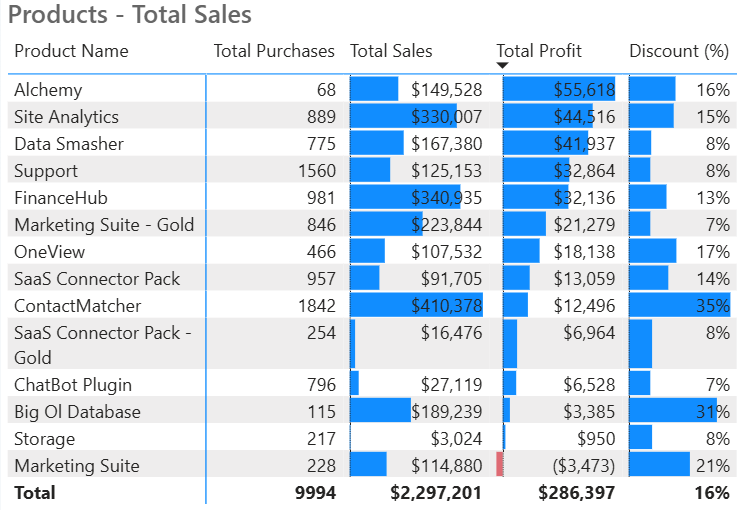 Products - Total Sales
Product Name Total Purchases Total Sales Total Profit Discount (%)
Alchemy 68 $149,528 $55,618 16%
Site Analytics 889 $330,007 $44,516 15%
Data Smasher 775 $167,380 $41,937 8%
Support 1560 $125,153 $32,864 8%
FinanceHub 981 $340,935 $32,136 13%
Marketing Suite - Gold 846 $223,844 $21,279 7%
OneView 466 $107,532 $18,138 17%
SaaS Connector Pack 957 $91,705 $13,059 14%
ContactMatcher 1842 $410,378 $12,496 35%
SaaS Connector Pack - 254 $16,476 $6,964 8%
Gold
ChatBot Plugin 796 $27,119 $6,528 7%
Big Ol Database 115 $189,239 $3,385 31%
Storage 217 $3,024 $950 8%
Marketing Suite 228 $114,880 ($3,473) 21%
Total 9994 $2,297,201 $286,397 16%